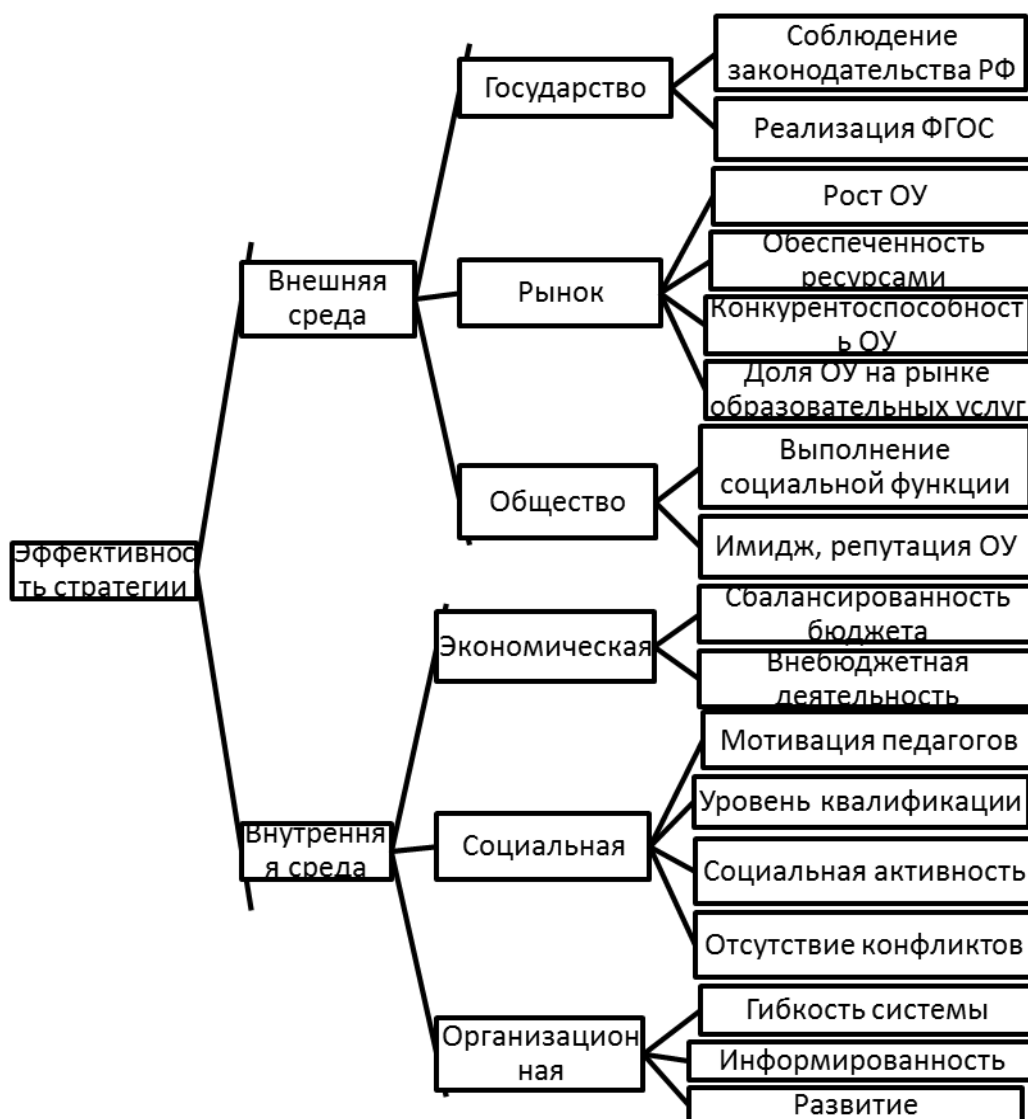 Эффективнос
ть стратегии
Внешняя
среда
Государство
Соблюдение
законодательства РФ
Реализация ФГОС
Рынок
Рост ОУ
Обеспеченность
ресурсами
Конкурентоспособност
ь ОУ
Доля ОУ на рынке
образовательных услуг
Общество
Выполнение
социальной функции
Имидж, репутация ОУ
Внутрення
я среда
Экономическая
Сбалансированность
бюджета
Внебюджетная
деятельность
Социальная
Мотивация педагогов
Уровень квалификации
Социальная активность
Отсутствие конфликтов
Организацион
ная
Гибкость системы
Информированность
Развитие